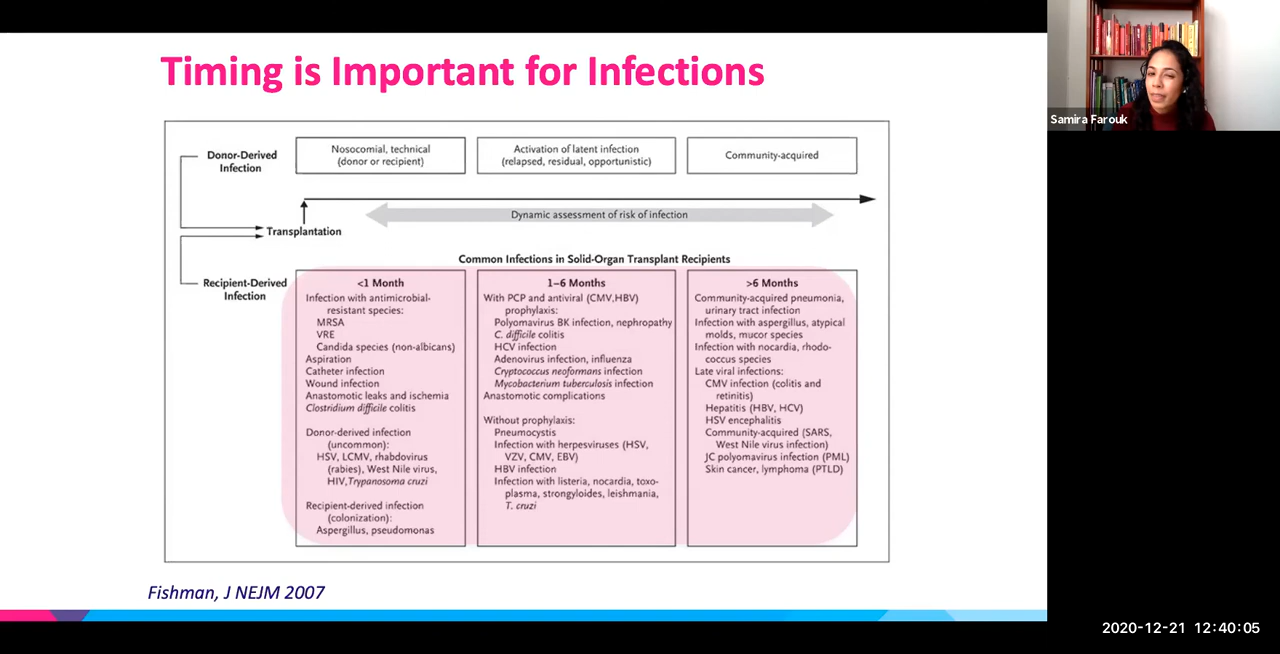 Timing is Important for Infections
Samira Farouk
Donor-Derived
Infection
Nosocomial, technical
(donor or recipient)
Activation of latent infection
(relapsed, residual, opportunistic)
Community-acquired
Dynamic assessment of risk of infection
Transplantation
Common Infections in Solid-Organ Transplant Recipients
Recipient-Derived
Infection
<1 Month
Infection with antimicrobial-
resistant species:
MRSA
VRE
Candida species (non-albicans)
Aspiration
Catheter infection
Wound infection
Anastomotic leaks and ischemia
Clostridium difficile colitis
Donor-derived infection
(uncommon):
HSV, LCMV, rhabdovirus
(rabies), West Nile virus,
HIV, Trypanosoma cruzi
Recipient-derived infection
(colonization):
Aspergillus, pseudomonas
1–6 Months
With PCP and antiviral (CMV,HBV)
prophylaxis:
Polyomavirus BK infection, nephropathy
C. difficile colitis
HCV infection
Adenovirus infection, influenza
Cryptococcus neoformans infection
Mycobacterium tuberculosis infection
Anastomotic complications
Without prophylaxis:
Pneumocystis
Infection with herpesviruses (HSV,
VZV, CMV, EBV)
HBV infection
Infection with listeria, nocardia, toxo-
plasma, strongyloides, leishmania,
T. cruzi
>6 Months
Community-acquired pneumonia,
urinary tract infection
Infection with aspergillus, atypical
molds, mucor species
Infection with nocardia, rhodo-
coccus species
Late viral infections:
CMV infection (colitis and
retinitis)
Hepatitis (HBV, HCV)
HSV encephalitis
Community-acquired (SARS,
West Nile virus infection)
JC polyomavirus infection (PML)
Skin cancer, lymphoma (PTLD)
Fishman, J NEJM 2007
2020-12-21 12:40:05